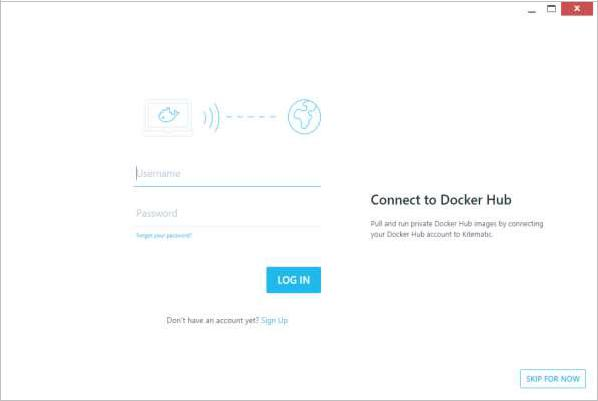 Username
Password
Forgot your password?
LOG IN
Don't have an account yet? Sign Up
Connect to Docker Hub
Pull and run private Docker Hub images by connecting
your Docker Hub account to Kitematic.
SKIP FOR NOW